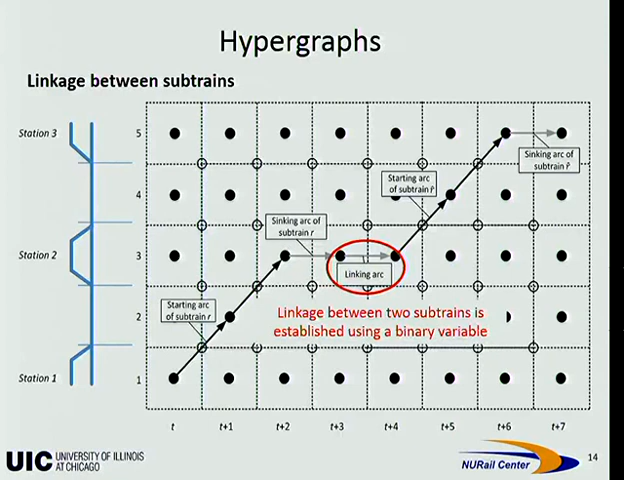 Hypergraphs
Linkage between subtrains
Station 3
5
Sinking arc of
subtrain r̂
Starting arc
of subtrain r̂
4
Sinking arc of
subtrain r
Station 2
3
Linking arc
Starting arc
of subtrain r
2
Linkage between two subtrains is
established using a binary variable
Station 1
1
t
t+1
t+2
t+3
t+4
t+5
t+6
t+7
UIC UNIVERSITY OF ILLINOIS
AT CHICAGO
NURail Center
14